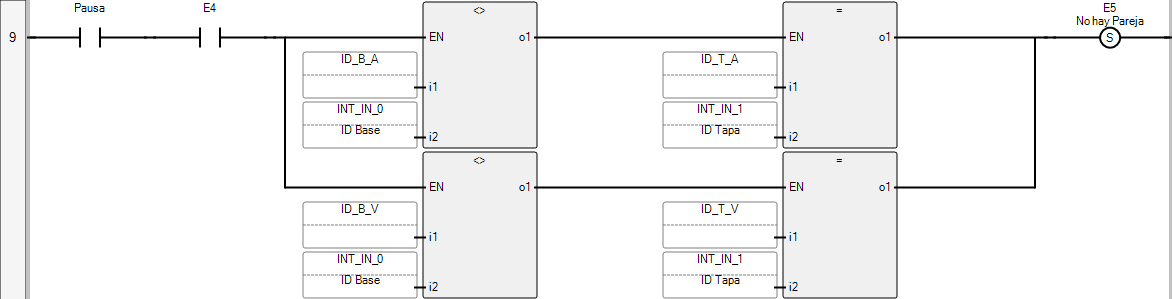 Pausa E4 <> = E5
No hay Pareja
9 EN o1 EN o1 S
ID_B_A i1 ID_T_A i1
INT_IN_0 INT_IN_1
ID Base i2 ID Tapa i2
<> =
EN o1 EN o1
ID_B_V i1 ID_T_V i1
INT_IN_0 INT_IN_1
ID Base i2 ID Tapa i2